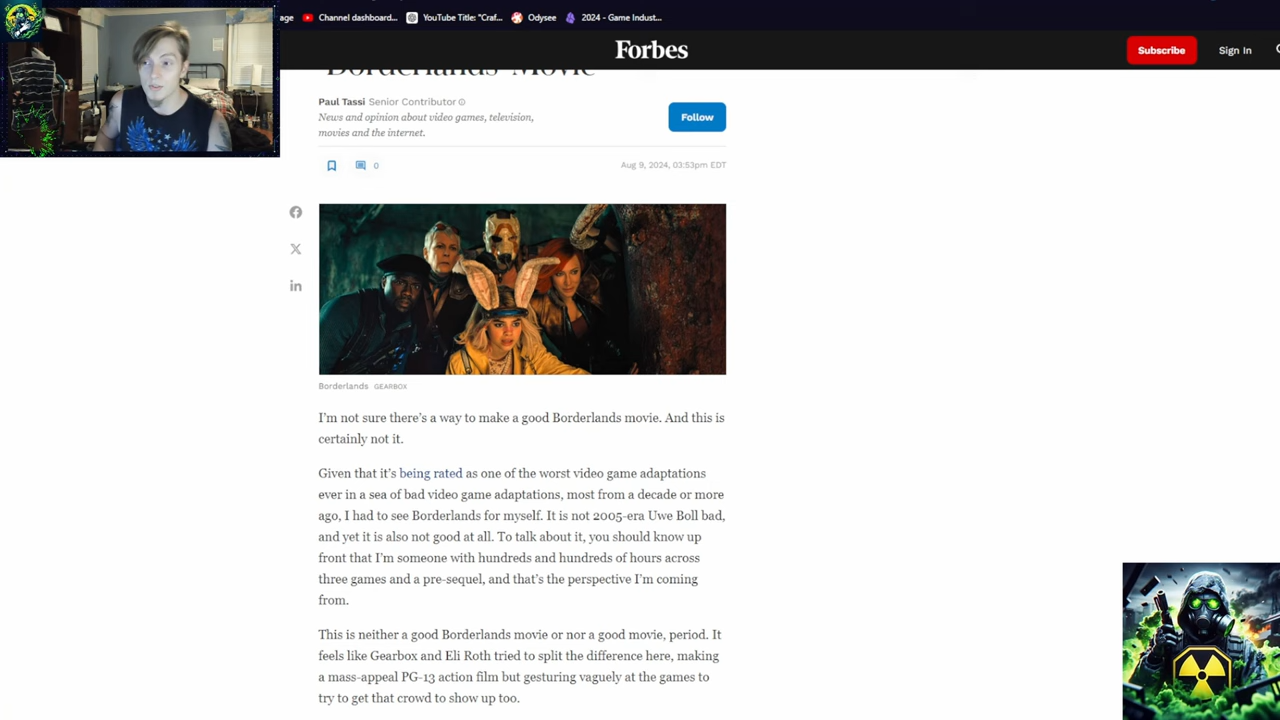 age
Channel dashboard...
YouTube Title: "Craf...
Odysee
2024 - Game Indust...
Forbes
Subscribe
Sign In
"Borderlands" Movie
Paul Tassi Senior Contributor
News and opinion about video games, television,
movies and the internet.
Follow
0
Aug 9, 2024, 03:53pm EDT
Borderlands GEARBOX
I'm not sure there's a way to make a good Borderlands movie. And this is
certainly not it.
Given that it's being rated as one of the worst video game adaptations
ever in a sea of bad video game adaptations, most from a decade or more
ago, I had to see Borderlands for myself. It is not 2005-era Uwe Boll bad,
and yet it is also not good at all. To talk about it, you should know up
front that I'm someone with hundreds and hundreds of hours across
three games and a pre-sequel, and that's the perspective I'm coming
from.
This is neither a good Borderlands movie or nor a good movie, period. It
feels like Gearbox and Eli Roth tried to split the difference here, making
a mass-appeal PG-13 action film but gesturing vaguely at the games to
try to get that crowd to show up too.